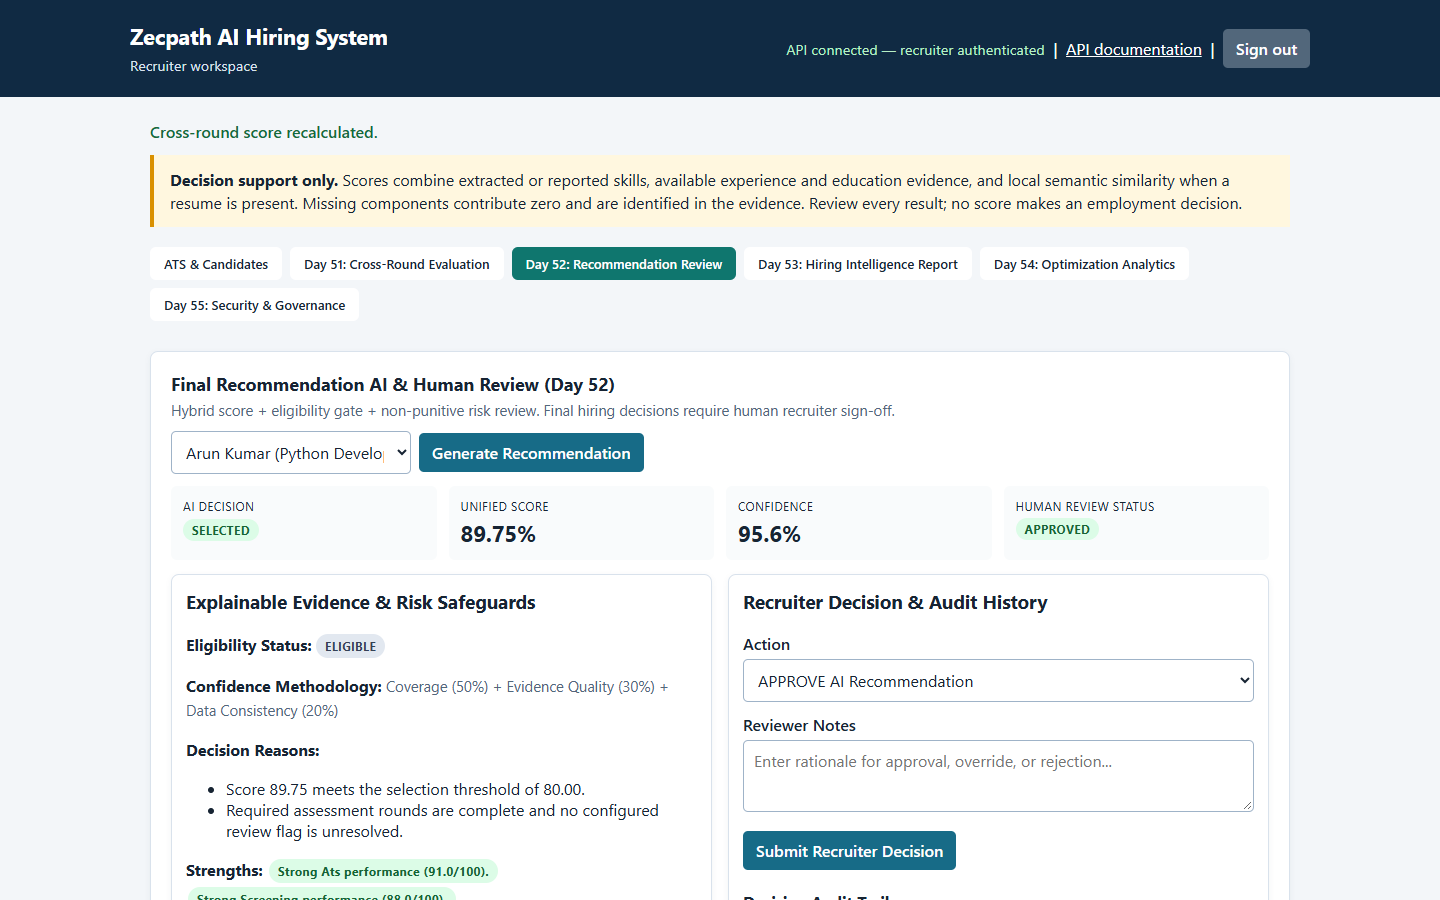 Zecpath AI Hiring System
Recruiter workspace
API connected — recruiter authenticated | API documentation | Sign out
Cross-round score recalculated.
Decision support only. Scores combine extracted or reported skills, available experience and education evidence, and local semantic similarity when a
resume is present. Missing components contribute zero and are identified in the evidence. Review every result; no score makes an employment decision.
ATS & Candidates
Day 51: Cross-Round Evaluation
Day 52: Recommendation Review
Day 53: Hiring Intelligence Report
Day 54: Optimization Analytics
Day 55: Security & Governance
Final Recommendation AI & Human Review (Day 52)
Hybrid score + eligibility gate + non-punitive risk review. Final hiring decisions require human recruiter sign-off.
Arun Kumar (Python Develo
Generate Recommendation
AI DECISION
SELECTED
UNIFIED SCORE
89.75%
CONFIDENCE
95.6%
HUMAN REVIEW STATUS
APPROVED
Explainable Evidence & Risk Safeguards
Eligibility Status: ELIGIBLE
Confidence Methodology: Coverage (50%) + Evidence Quality (30%) +
Data Consistency (20%)
Decision Reasons:
• Score 89.75 meets the selection threshold of 80.00.
• Required assessment rounds are complete and no configured
review flag is unresolved.
Strengths: Strong Ats performance (91.0/100).
Strong Screening performance (88.0/100).
Recruiter Decision & Audit History
Action
APPROVE AI Recommendation
Reviewer Notes
Enter rationale for approval, override, or rejection...
Submit Recruiter Decision
Decision Audit Trail